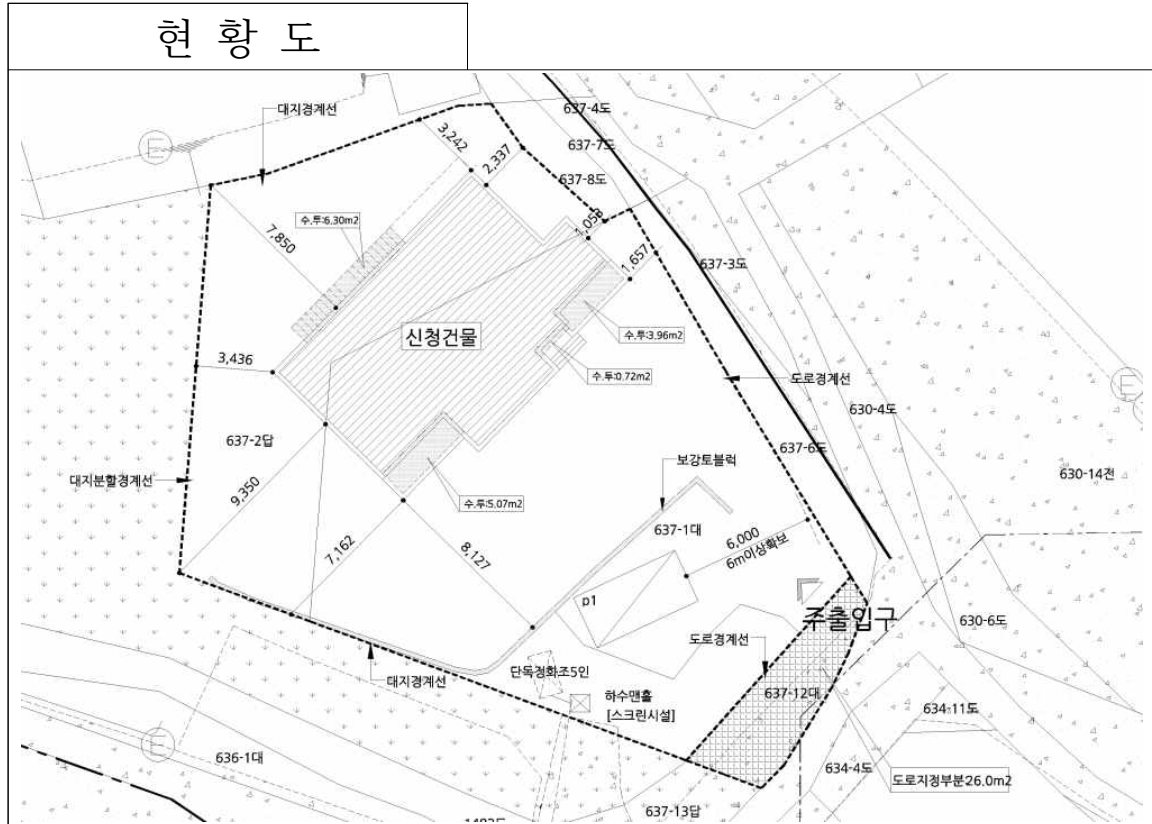 현 황 도
대지경계선
637-4도
3,242
637-7도
E
2,337
637-8도
수.투:6.30m2
1,058
7,850
1,657
637-3도
신청건물
수.투:3.96m2
3,436
수.투:0.72m2
도로경계선
E
630-4도
637-2답
637-6도
보강토블럭
630-14전
대지분할경계선
9,350
수.투:5.07m2
637-1대
6,000
6m이상확보
7,162
8,127
p1
주출입구
630-6도
도로경계선
단독정화조5인
대지경계선
하수맨홀
[스크린시설]
637-12대
634-11도
E
636-1대
634-4도
도로지정부분26.0m2
637-13답